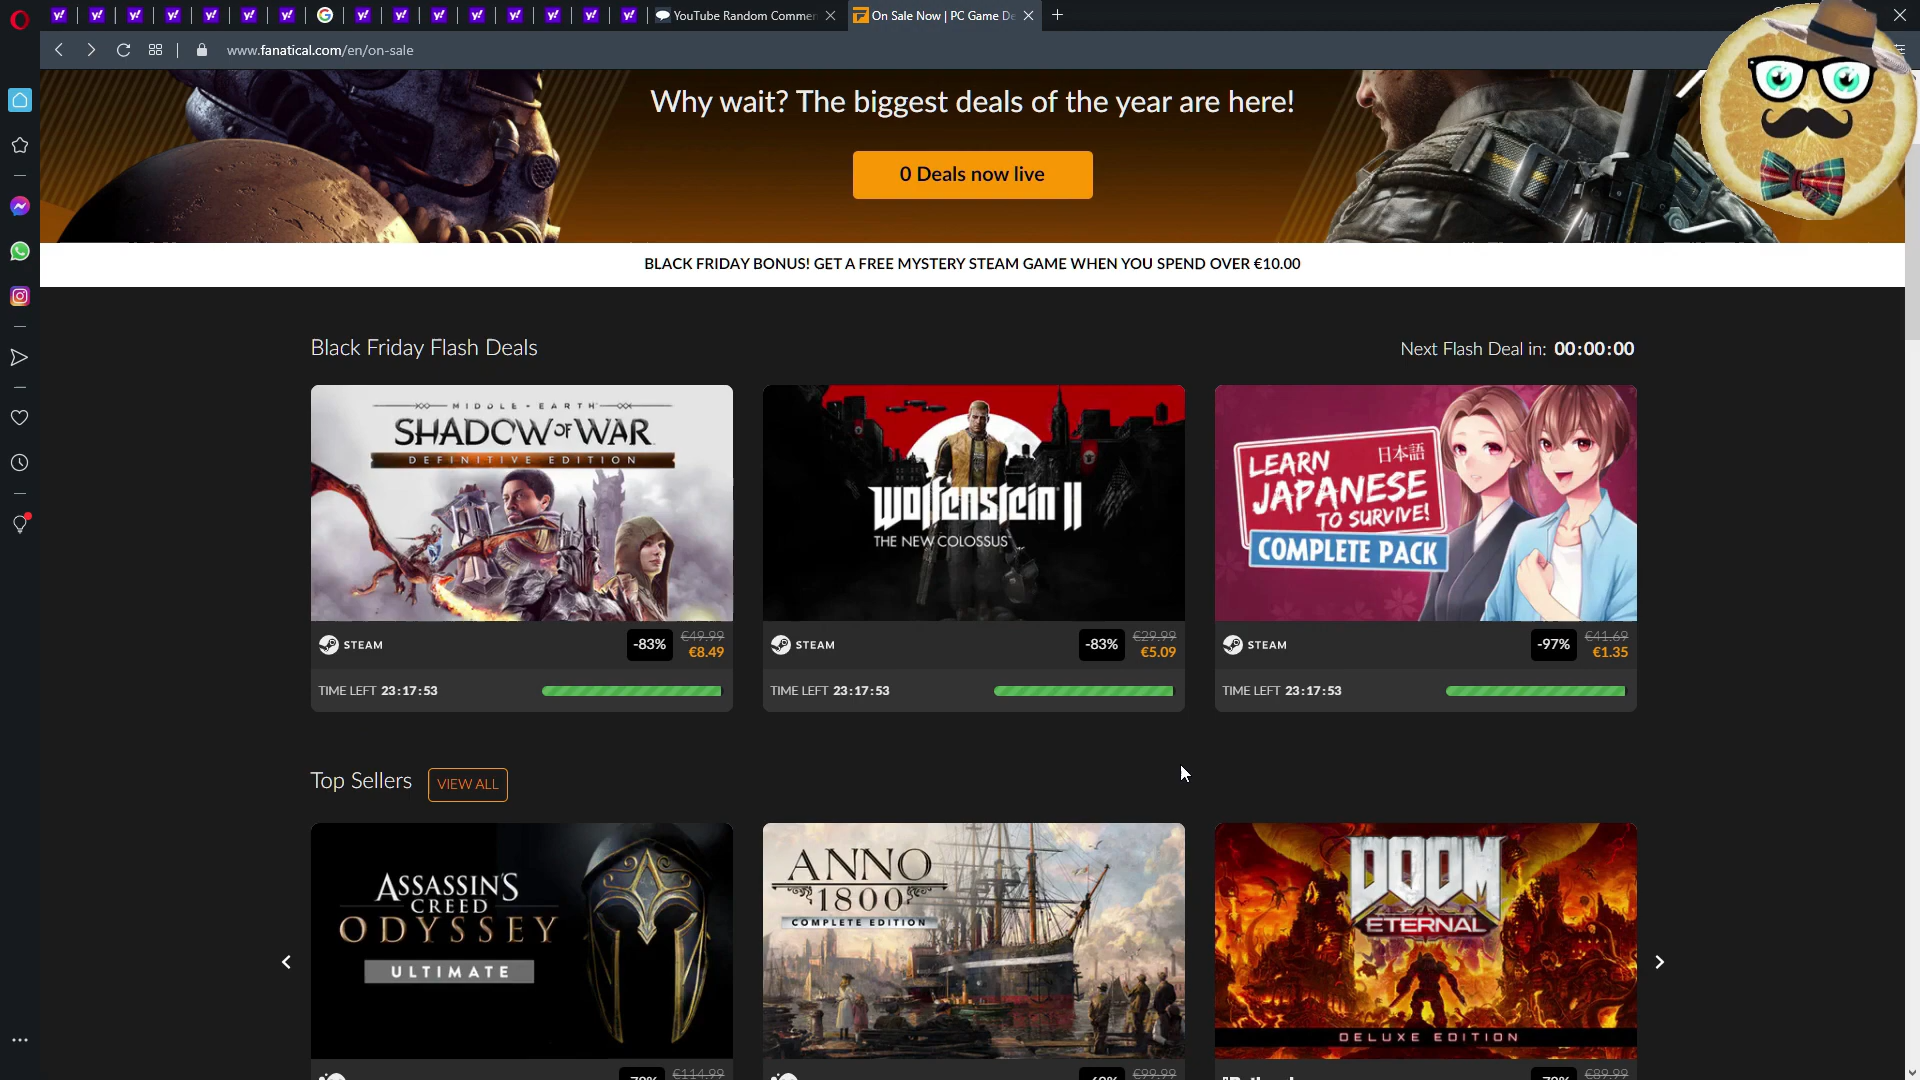 YouTube Random Commen
On Sale Now | PC Game De
www.fanatical.com/en/on-sale
Why wait? The biggest deals of the year are here!
0 Deals now live
BLACK FRIDAY BONUS! GET A FREE MYSTERY STEAM GAME WHEN YOU SPEND OVER €10.00
Black Friday Flash Deals
Next Flash Deal in: 00:00:00
MIDDLE-EARTH
SHADOW OF WAR
DEFINITIVE EDITION
STEAM
-83%
€49.99
€8.49
TIME LEFT 23:17:53
Wolfenstein II
THE NEW COLOSSUS
STEAM
-83%
€29.99
€5.09
TIME LEFT 23:17:53
LEARN 日本語
JAPANESE
TO SURVIVE!
COMPLETE PACK
STEAM
-97%
€41.69
€1.35
TIME LEFT 23:17:53
Top Sellers
VIEW ALL
ASSASSIN'S
CREED
ODYSSEY
ULTIMATE
€114.99
ANNO
1800
COMPLETE EDITION
€99.99
DOOM
ETERNAL
DELUXE EDITION
€89.99